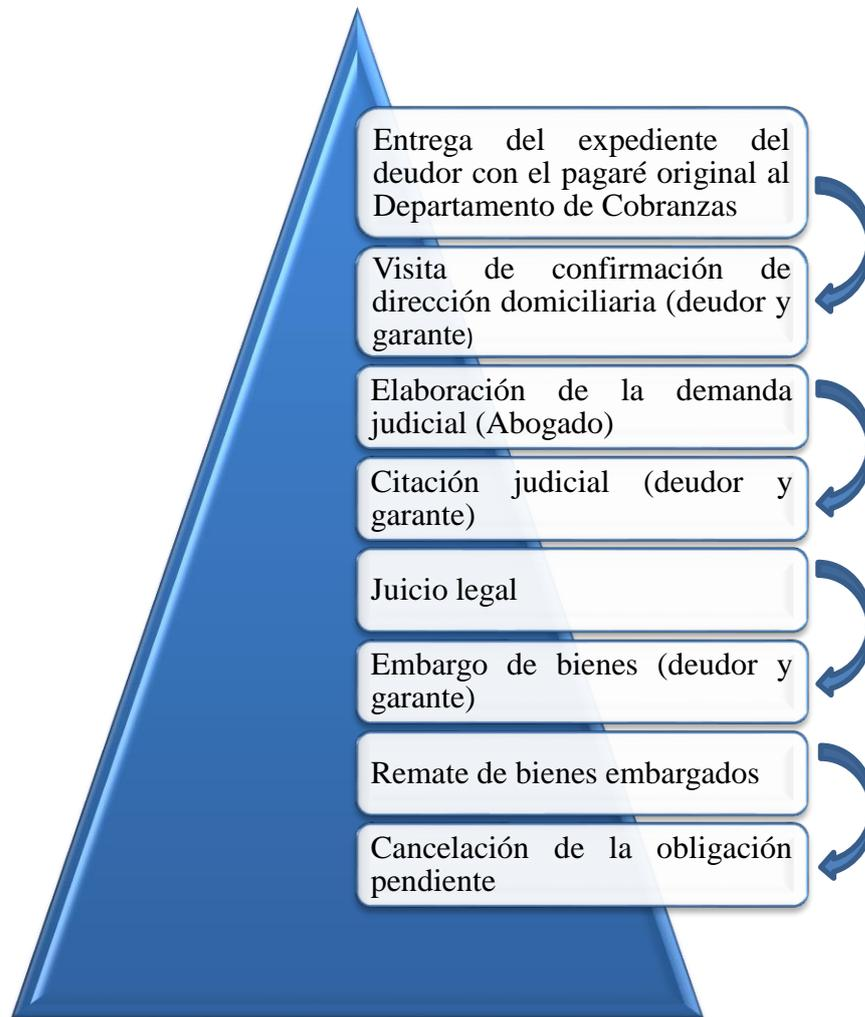 Entrega del expediente del
deudor con el pagaré original al
Departamento de Cobranzas
Visita de confirmación de
dirección domiciliaria (deudor y
garante)
Elaboración de la demanda
judicial (Abogado)
Citación judicial (deudor y
garante)
Juicio legal
Embargo de bienes (deudor y
garante)
Remate de bienes embargados
Cancelación de la obligación
pendiente